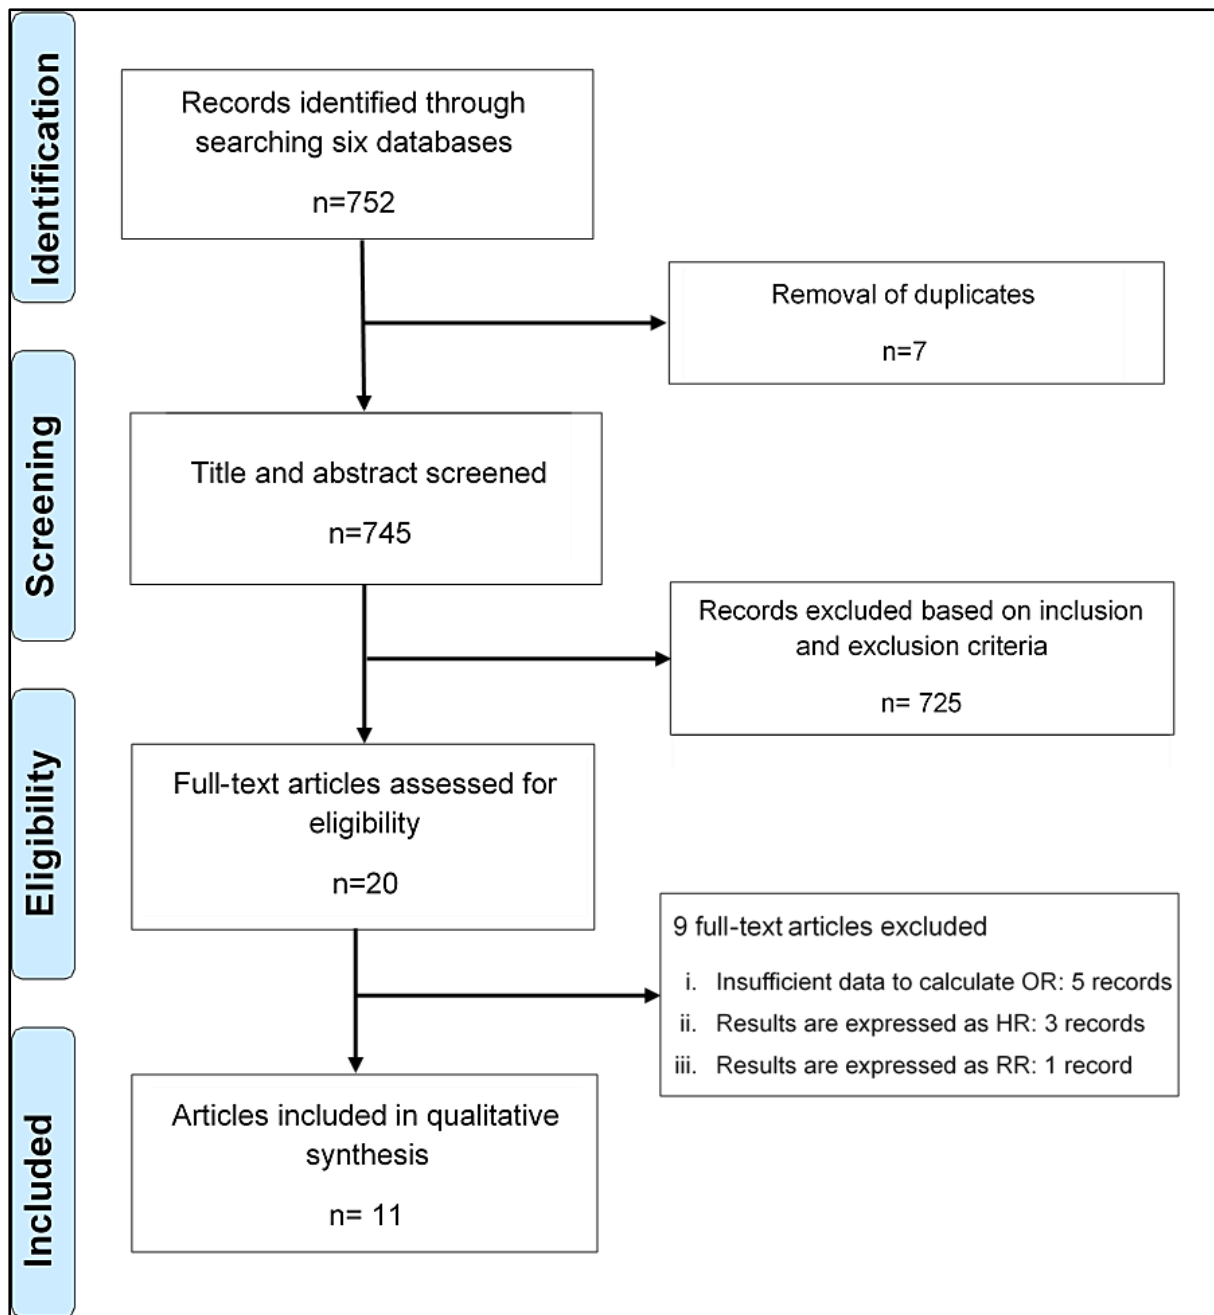 Identification
Records identified through
searching six databases
n=752
Removal of duplicates
n=7
Screening
Title and abstract screened
n=745
Records excluded based on inclusion
and exclusion criteria
n= 725
Eligibility
Full-text articles assessed for
eligibility
n=20
9 full-text articles excluded
i. Insufficient data to calculate OR: 5 records
ii. Results are expressed as HR: 3 records
iii. Results are expressed as RR: 1 record
Included
Articles included in qualitative
synthesis
n= 11